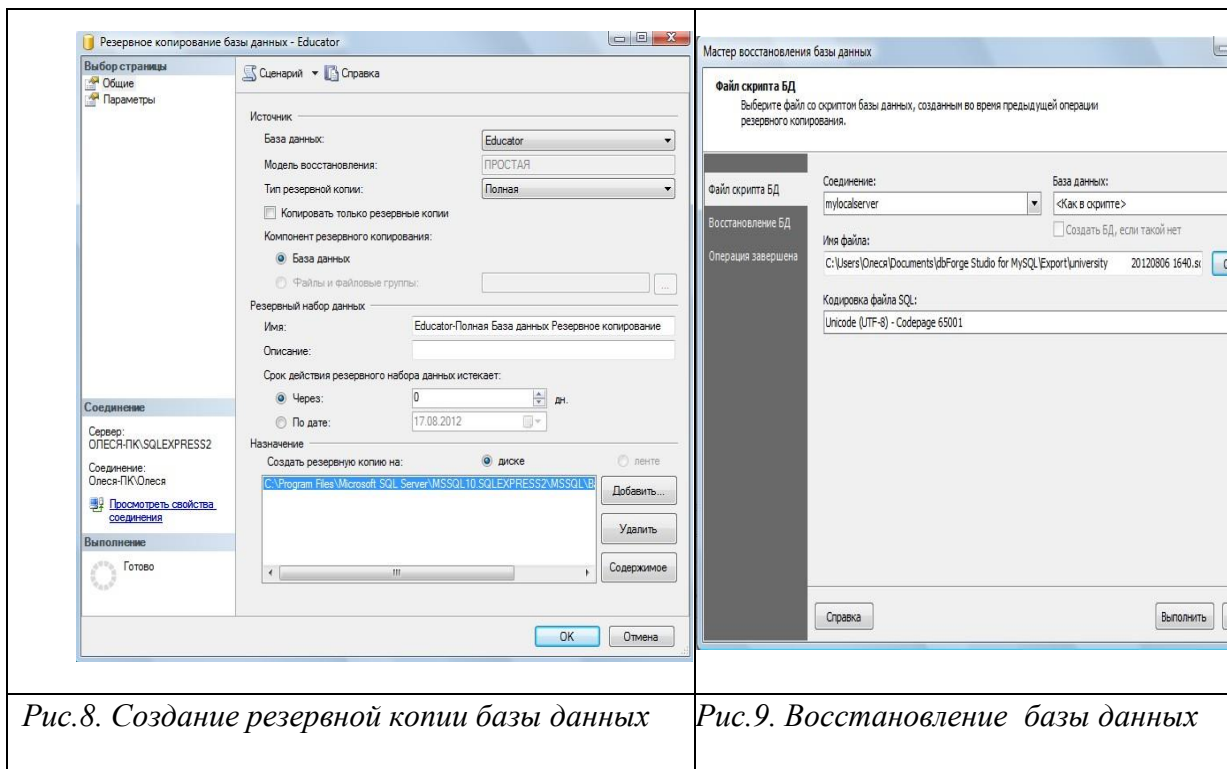 Резервное копирование базы данных - Educator
Выбор страницы
Общие
Параметры
Сценарий Справка
Источник
База данных: Educator
Модель восстановления: ПРОСТАЯ
Тип резервной копии: Полная
Копировать только резервные копии
Компонент резервного копирования:
База данных
Файлы и файловые группы: ...
Резервный набор данных
Имя: Educator-Полная База данных Резервное копирование
Описание:
Срок действия резервного набора данных истекает:
Через: 0 дн.
По дате: 17.08.2012
Назначение
Создать резервную копию на: диске ленте
C:\Program Files\Microsoft SQL Server\MSSQL10.SQLEXPRESS2\MSSQL\
Добавить...
Удалить
Содержимое
Соединение
Сервер:
ОЛЕСЯ-ПК\SQLEXPRESS2
Соединение:
Олеся-ПК\Олеся
Просмотреть свойства
соединения
Выполнение
Готово
OK Отмена
Мастер восстановления базы данных
Файл скрипта БД
Выберите файл со скриптом базы данных, созданным во время предыдущей операции
резервного копирования.
Файл скрипта БД
Восстановление БД
Операция завершена
Соединение: База данных:
mylocalserver <Как в скрипте>
Создать БД, если такой нет
Имя файла:
C:\Users\Олеся\Documents\dbForge Studio for MySQL\Export\university 20120806 1640.
Кодировка файла SQL:
Unicode (UTF-8) - Codepage 65001
Справка Выполнить
Рис.8. Создание резервной копии базы данных
Рис.9. Восстановление базы данных